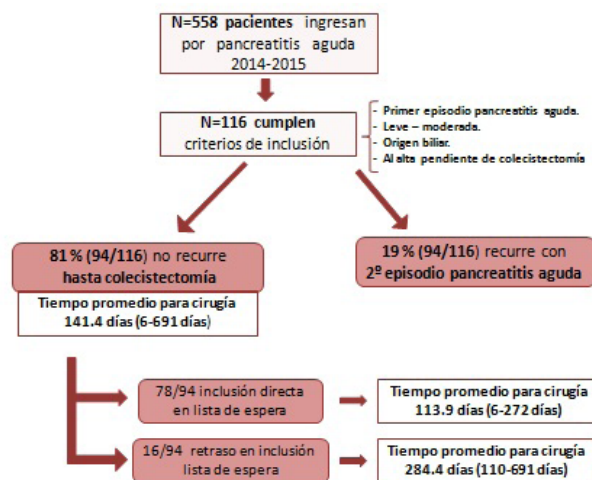 N=558 pacientes ingresan
por pancreatitis aguda
2014-2015
N=116 cumplen
criterios de inclusión
- Primer episodio pancreatitis aguda.
- Leve – moderada.
- Origen biliar.
- Al alta pendiente de colecistectomía
81% (94/116) no recurre
hasta colecistectomía
Tiempo promedio para cirugía
141.4 días (6-691 días)
19% (94/116) recurre con
2º episodio pancreatitis aguda
78/94 inclusión directa
en lista de espera
Tiempo promedio para cirugía
113.9 días (6-272 días)
16/94 retraso en inclusión
lista de espera
Tiempo promedio para cirugía
284.4 días (110-691 días)